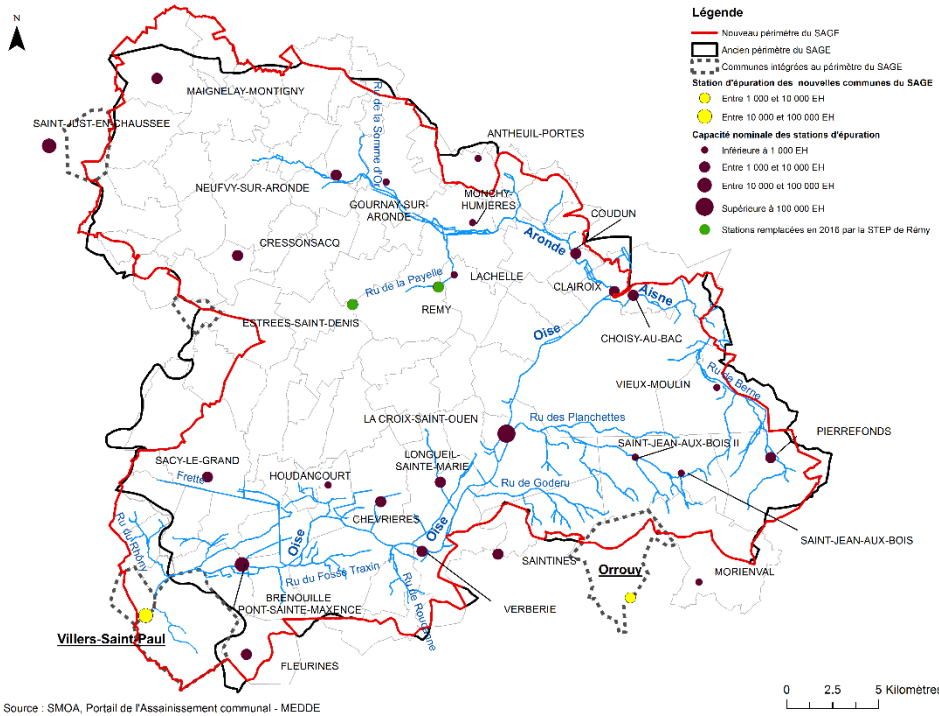 N
Légende
Nouveau périmètre du SAGE
Ancien périmètre du SAGE
Communes intégrées au périmètre du SAGE
Station d'épuration des nouvelles communes du SAGE
Entre 1 000 et 10 000 EH
Entre 10 000 et 100 000 EH
Capacité nominale des stations d'épuration
Inférieure à 1 000 EH
Entre 1 000 et 10 000 EH
Entre 10 000 et 100 000 EH
Supérieure à 100 000 EH
Stations remplacées en 2016 par la STEP de Rémy
MAIGNELAY-MONTIGNY
SAINT-JUST-EN-CHAUSSEE
Ru de la Somme d'Or
ANTHEUIL-PORTES
NEUFVY-SUR-ARONDE
GOURNAY-SUR-
ARONDE
MONCHY-
HUMIERES
COUDUN
Aronde
CRESSONSACQ
LACHELLE
Ru de la Payelle
CLAIROIX
Aisne
REMY
ESTREES-SAINT-DENIS
Oise
CHOISY-AU-BAC
VIEUX-MOULIN
Ru de Berne
LA CROIX-SAINT-OUEN
Ru des Planchettes
PIERREFONDS
SAINT-JEAN-AUX-BOIS II
LONGUEIL-
SAINTE-MARIE
SACY-LE-GRAND
HOUDANCOURT
Frette
Ru de Goderu
CHEVRIERES
Ru du Rhôny
Oise
Oise
SAINT-JEAN-AUX-BOIS
SAINTINES
Orrouy
MORIENVAL
Ru du Fossé Traxin
BRENOUILLE
PONT-SAINTE-MAXENCE
Ru de Roucanne
VERBERIE
Villers-Saint-Paul
FLEURINES
0 2.5 5 Kilomètres
Source : SMOA, Portail de l'Assainissement communal - MEDDE